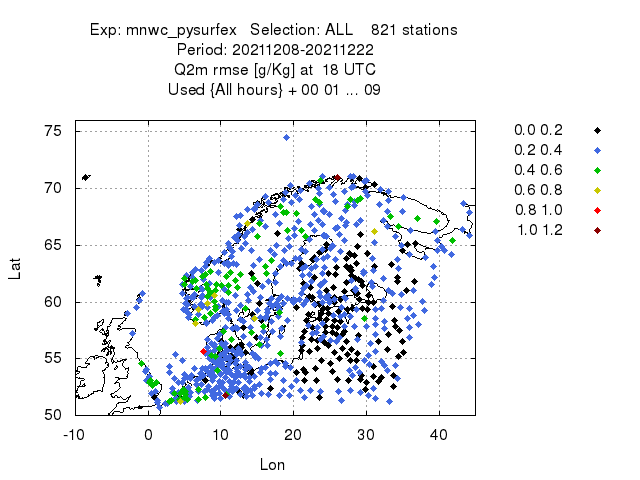 Exp: mnwc_pysurfex Selection: ALL 821 stations
Period: 20211208-20211222
Q2m rmse [g/Kg] at 18 UTC
Used {All hours} + 00 01 ... 09
0.0 0.2
0.2 0.4
0.4 0.6
0.6 0.8
0.8 1.0
1.0 1.2
75
70
65
60
55
50
Lat
-10 0 10 20 30 40
Lon